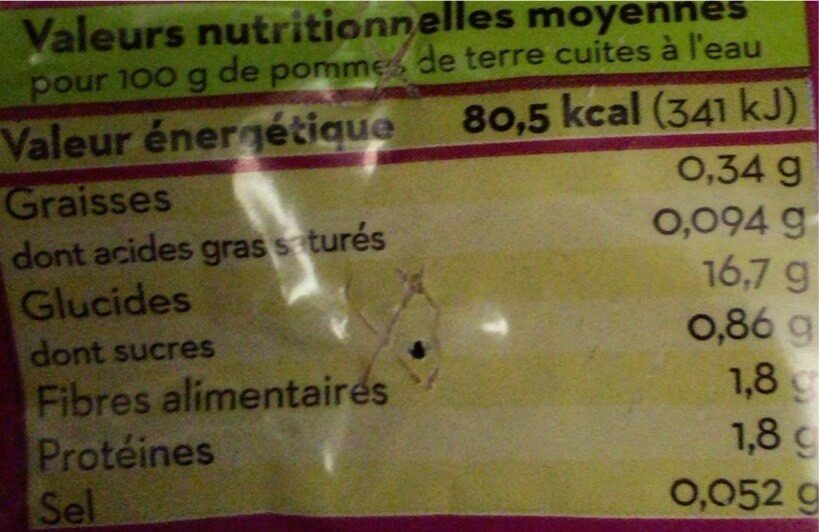 Valeurs nutritionnelles moyennes
pour 100 g de pommes de terre cuites à l'eau
Valeur énergétique 80,5 kcal (341 kJ)
Graisses 0,34 g
dont acides gras saturés 0,094 g
Glucides 16,7 g
dont sucres 0,86 g
Fibres alimentaires 1,8 g
Protéines 1,8 g
Sel 0,052 g